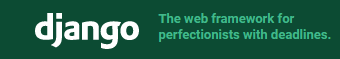 django
The web framework for
perfectionists with deadlines.